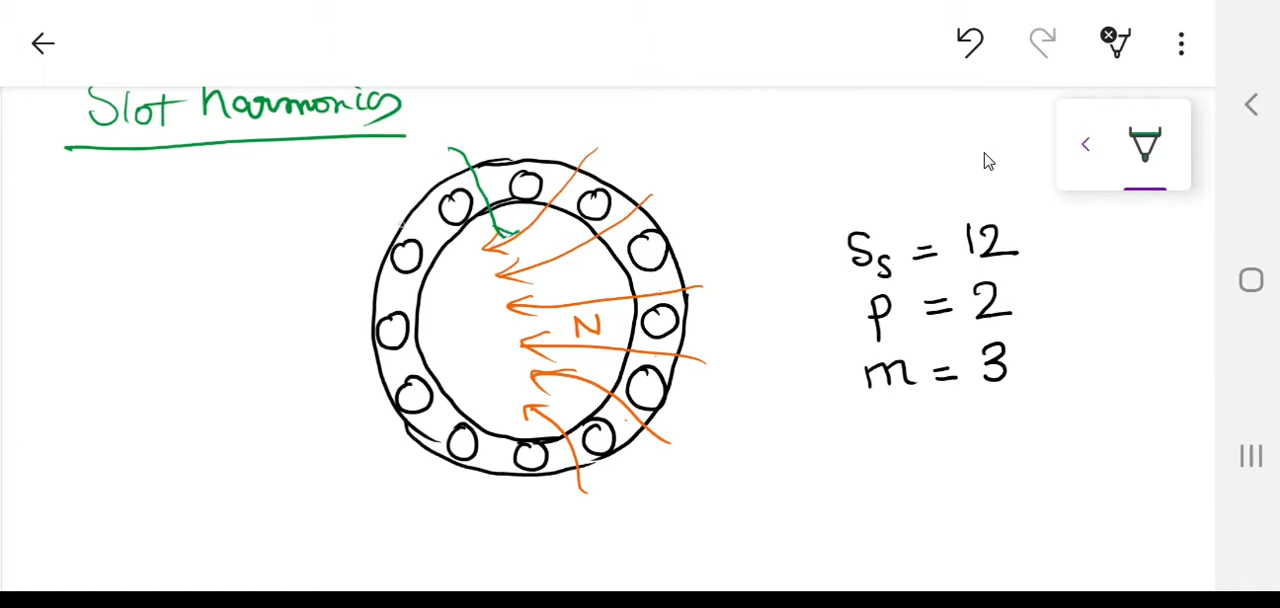 Slot harmonics
N
Ss = 12
p = 2
m = 3